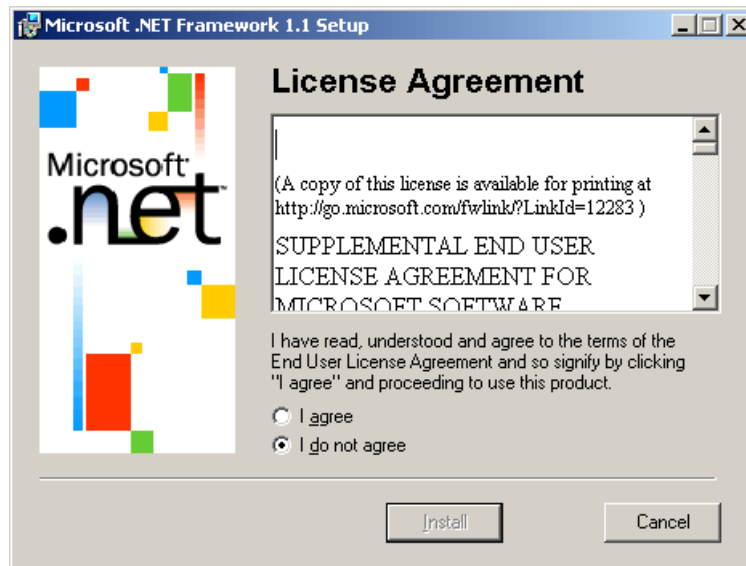 Microsoft .NET Framework 1.1 Setup
License Agreement
Microsoft
.net
(A copy of this license is available for printing at
http://go.microsoft.com/fwlink/?LinkId=12283 )
SUPPLEMENTAL END USER
LICENSE AGREEMENT FOR
MICROSOFT SOFTWARE
I have read, understood and agree to the terms of the
End User License Agreement and so signify by clicking
"I agree" and proceeding to use this product.
I agree
I do not agree
Install
Cancel